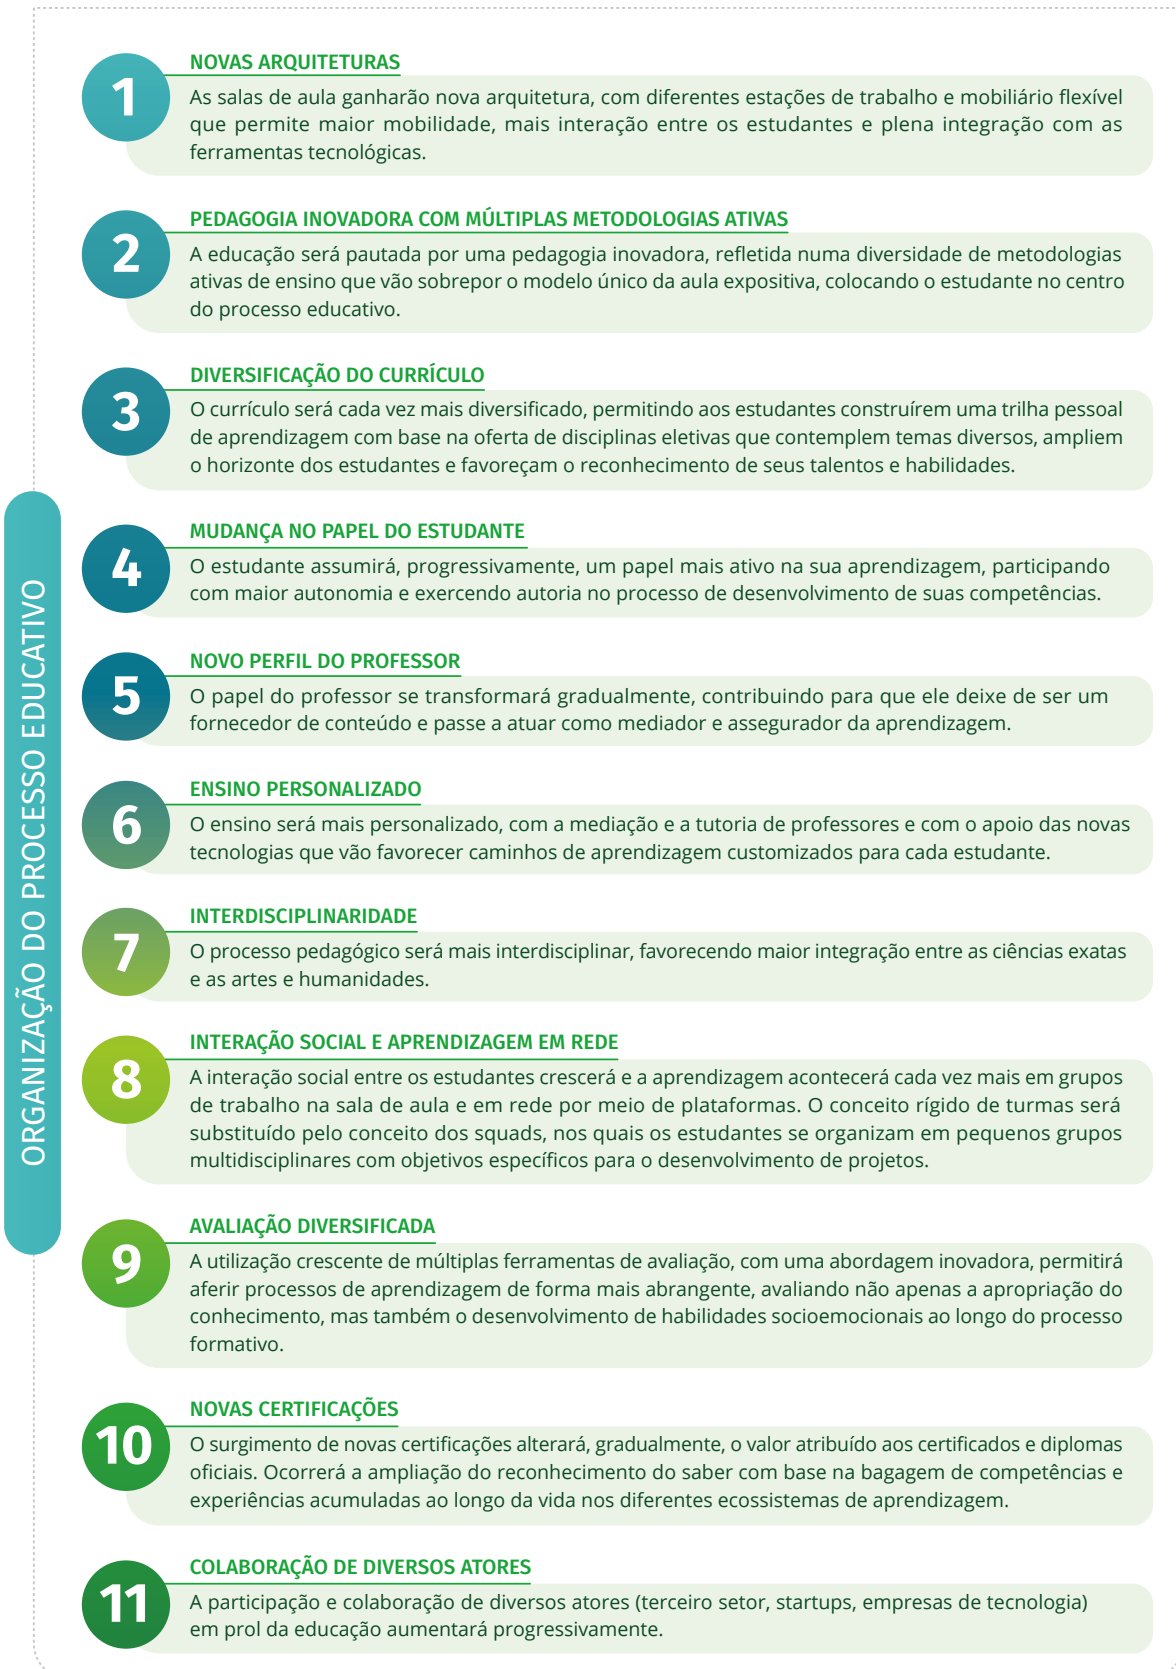 ORGANIZAÇÃO DO PROCESSO EDUCATIVO
1
NOVAS ARQUITETURAS
As salas de aula ganharão nova arquitetura, com diferentes estações de trabalho e mobiliário flexível
que permite maior mobilidade, mais interação entre os estudantes e plena integração com as
ferramentas tecnológicas.
2
PEDAGOGIA INOVADORA COM MÚLTIPLAS METODOLOGIAS ATIVAS
A educação será pautada por uma pedagogia inovadora, refletida numa diversidade de metodologias
ativas de ensino que vão sobrepor o modelo único da aula expositiva, colocando o estudante no centro
do processo educativo.
3
DIVERSIFICAÇÃO DO CURRÍCULO
O currículo será cada vez mais diversificado, permitindo aos estudantes construírem uma trilha pessoal
de aprendizagem com base na oferta de disciplinas eletivas que contemplem temas diversos, ampliem
o horizonte dos estudantes e favoreçam o reconhecimento de seus talentos e habilidades.
4
MUDANÇA NO PAPEL DO ESTUDANTE
O estudante assumirá, progressivamente, um papel mais ativo na sua aprendizagem, participando
com maior autonomia e exercendo autoria no processo de desenvolvimento de suas competências.
5
NOVO PERFIL DO PROFESSOR
O papel do professor se transformará gradualmente, contribuindo para que ele deixe de ser um
fornecedor de conteúdo e passe a atuar como mediador e assegurador da aprendizagem.
6
ENSINO PERSONALIZADO
O ensino será mais personalizado, com a mediação e a tutoria de professores e com o apoio das novas
tecnologias que vão favorecer caminhos de aprendizagem customizados para cada estudante.
7
INTERDISCIPLINARIDADE
O processo pedagógico será mais interdisciplinar, favorecendo maior integração entre as ciências exatas
e as artes e humanidades.
8
INTERAÇÃO SOCIAL E APRENDIZAGEM EM REDE
A interação social entre os estudantes crescerá e a aprendizagem acontecerá cada vez mais em grupos
de trabalho na sala de aula e em rede por meio de plataformas. O conceito rígido de turmas será
substituído pelo conceito dos squads, nos quais os estudantes se organizam em pequenos grupos
multidisciplinares com objetivos específicos para o desenvolvimento de projetos.
9
AVALIAÇÃO DIVERSIFICADA
A utilização crescente de múltiplas ferramentas de avaliação, com uma abordagem inovadora, permitirá
aferir processos de aprendizagem de forma mais abrangente, avaliando não apenas a apropriação do
conhecimento, mas também o desenvolvimento de habilidades socioemocionais ao longo do processo
formativo.
10
NOVAS CERTIFICAÇÕES
O surgimento de novas certificações alterará, gradualmente, o valor atribuído aos certificados e diplomas
oficiais. Ocorrerá a ampliação do reconhecimento do saber com base na bagagem de competências e
experiências acumuladas ao longo da vida nos diferentes ecossistemas de aprendizagem.
11
COLABORAÇÃO DE DIVERSOS ATORES
A participação e colaboração de diversos atores (terceiro setor, startups, empresas de tecnologia)
em prol da educação aumentará progressivamente.